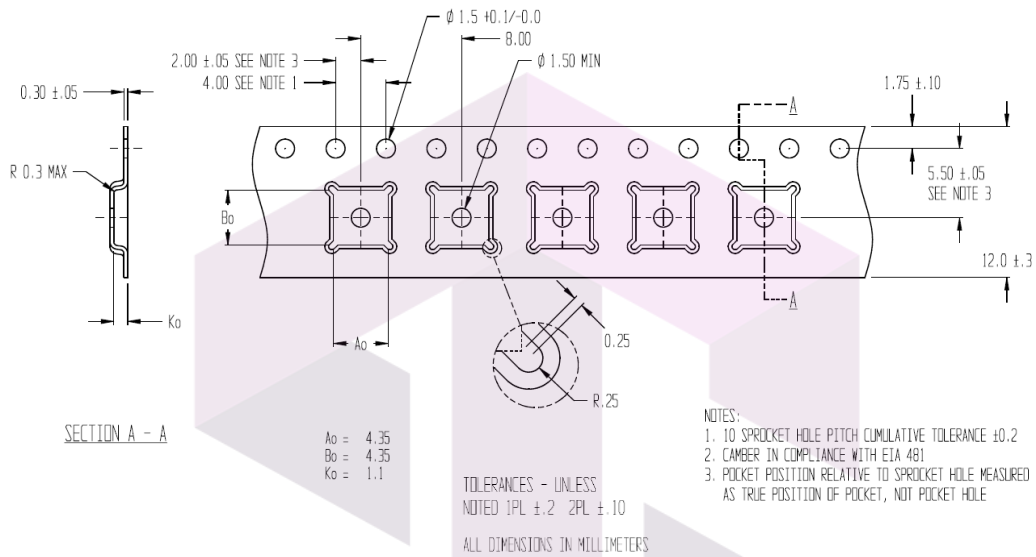 Ø 1.5 +0.1/-0.0
8.00
2.00 ±.05 SEE NOTE 3
Ø 1.50 MIN
4.00 SEE NOTE 1
0.30 ±.05
1.75 ±.10
A
R 0.3 MAX
5.50 ±.05
SEE NOTE 3
Bo
12.0 ±.3
A
Ko
Ao
0.25
R.25
SECTION A - A
Ao = 4.35
Bo = 4.35
Ko = 1.1
TOLERANCES - UNLESS
NOTED 1PL ±.2 2PL ±.10
ALL DIMENSIONS IN MILLIMETERS
NOTES:
1. 10 SPROCKET HOLE PITCH CUMULATIVE TOLERANCE ±0.2
2. CAMBER IN COMPLIANCE WITH EIA 481
3. POCKET POSITION RELATIVE TO SPROCKET HOLE MEASURED
AS TRUE POSITION OF POCKET, NOT POCKET HOLE